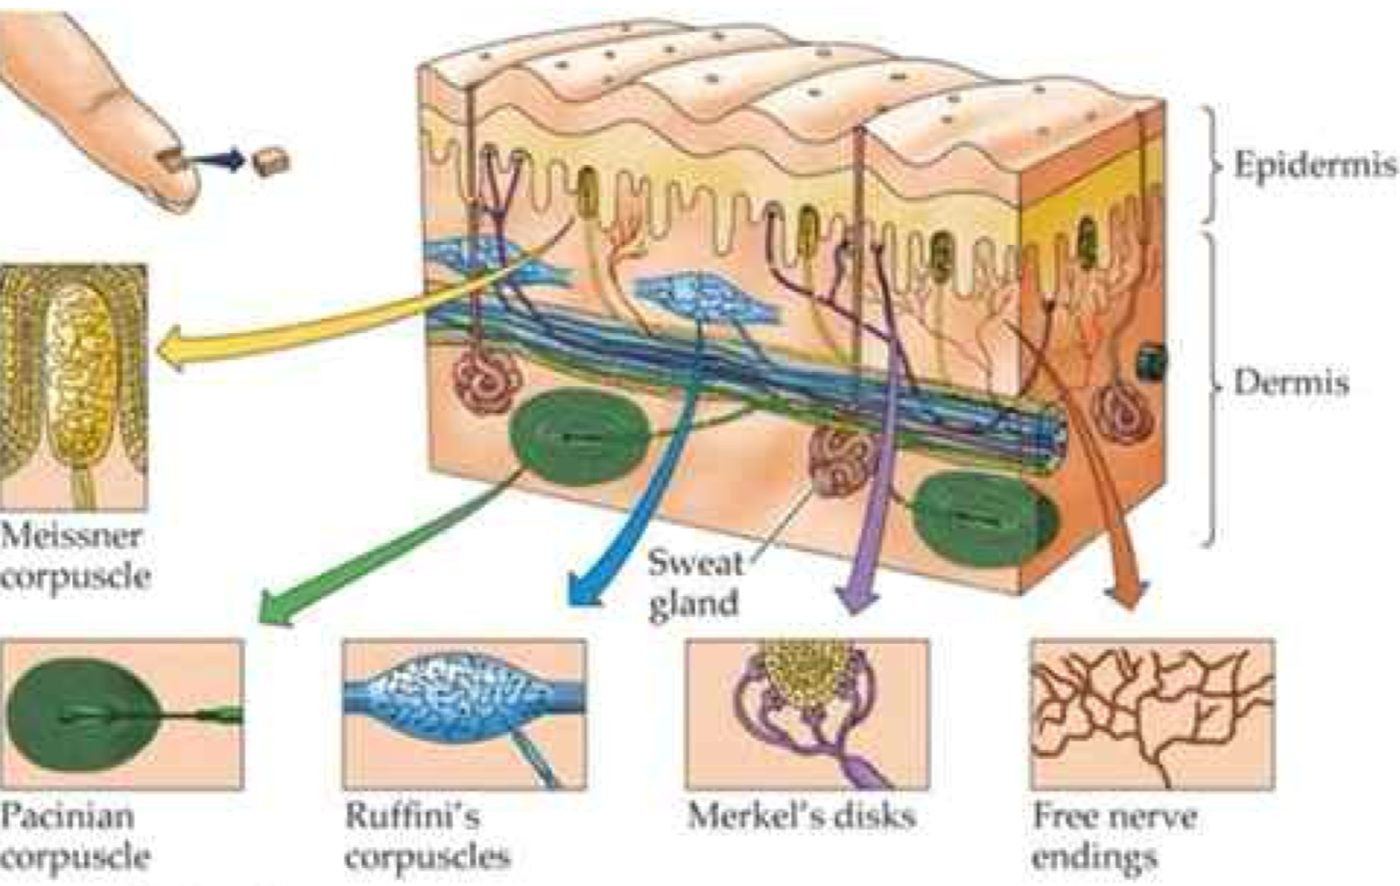 Epidermis
Dermis
Meissner
corpuscle
Sweat
gland
Pacinian
corpuscle
Ruffini's
corpuscles
Merkel's disks
Free nerve
endings